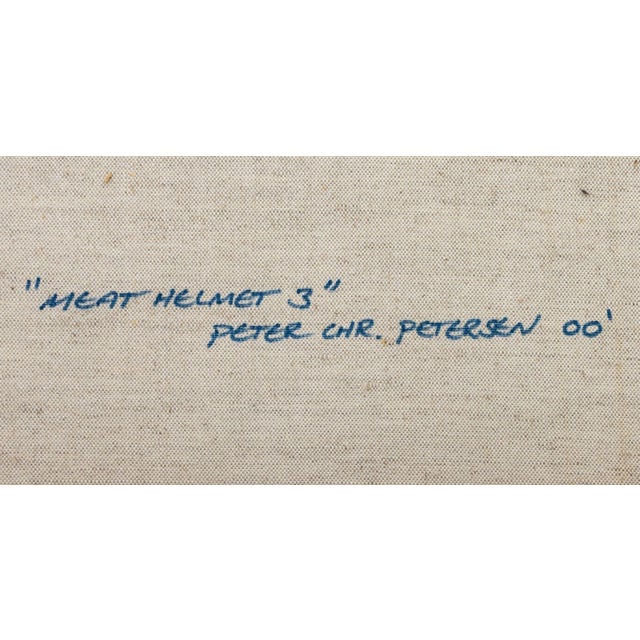 "MEAT HELMET 3"
PETER CHR. PETERSEN 00'